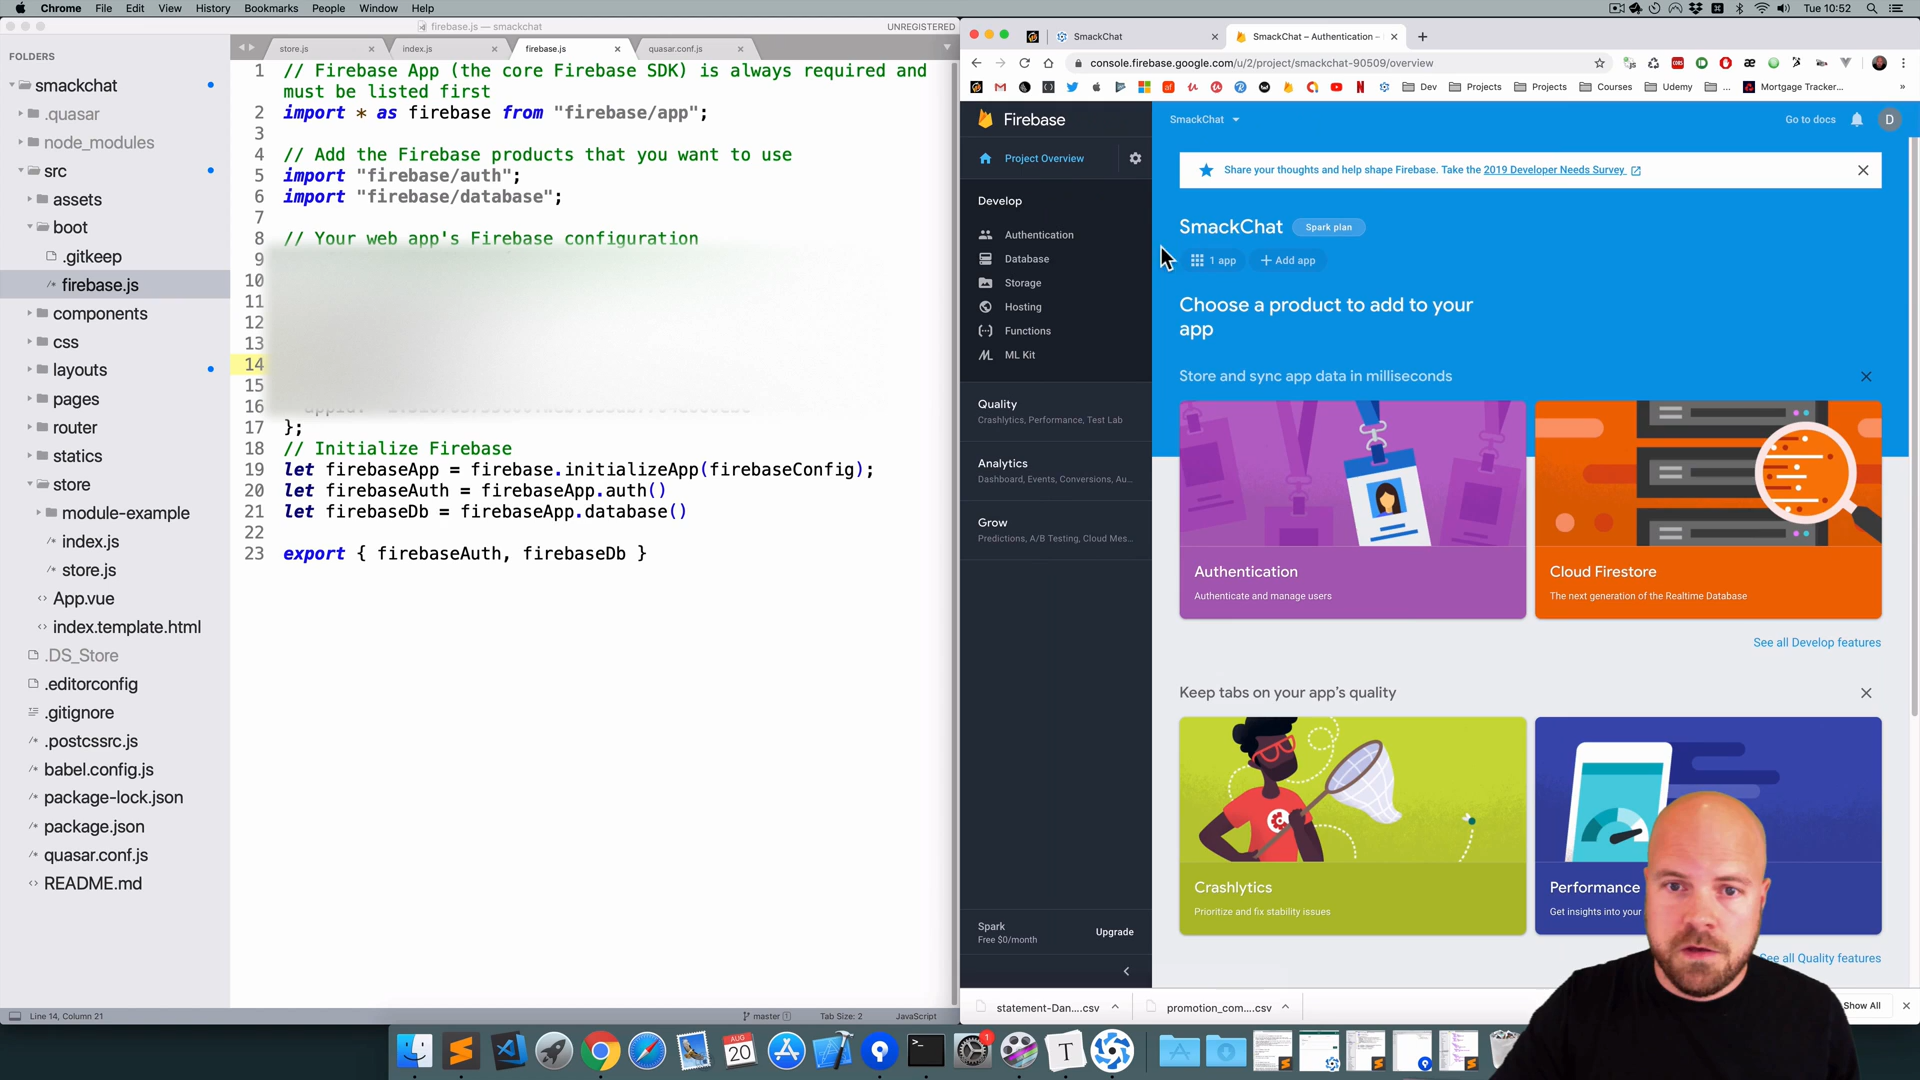 Chrome File Edit View History Bookmarks People Window Help
Tue 10:52
firebase.js — smackchat
UNREGISTERED
FOLDERS
smackchat
.quasar
node_modules
src
assets
boot
.gitkeep
firebase.js
components
css
layouts
pages
router
statics
store
module-example
index.js
store.js
App.vue
index.template.html
.DS_Store
.editorconfig
.gitignore
.postcssrc.js
babel.config.js
package-lock.json
package.json
quasar.conf.js
README.md
store.js
index.js
firebase.js
quasar.conf.js
1 // Firebase App (the core Firebase SDK) is always required and
must be listed first
2 import * as firebase from "firebase/app";
3
4 // Add the Firebase products that you want to use
5 import "firebase/auth";
6 import "firebase/database";
7
8 // Your web app's Firebase configuration
9
10
11
12
13
14
15
16
17 };
18 // Initialize Firebase
19 let firebaseApp = firebase.initializeApp(firebaseConfig);
20 let firebaseAuth = firebaseApp.auth()
21 let firebaseDb = firebaseApp.database()
22
23 export { firebaseAuth, firebaseDb }
Line 14, Column 21
master 1
Tab Size: 2
JavaScript
SmackChat
SmackChat – Authentication –
console.firebase.google.com/u/2/project/smackchat-90509/overview
Dev
Projects
Projects
Courses
Udemy
...
Mortgage Tracker...
»
Firebase
Project Overview
Develop
Authentication
Database
Storage
Hosting
Functions
ML Kit
Quality
Crashlytics, Performance, Test Lab
Analytics
Dashboard, Events, Conversions, Au...
Grow
Predictions, A/B Testing, Cloud Mes...
Spark
Free $0/month
Upgrade
SmackChat
Go to docs
D
Share your thoughts and help shape Firebase. Take the 2019 Developer Needs Survey
SmackChat
Spark plan
1 app
Add app
Choose a product to add to your
app
Store and sync app data in milliseconds
Authentication
Authenticate and manage users
Cloud Firestore
The next generation of the Realtime Database
See all Develop features
Keep tabs on your app's quality
Crashlytics
Prioritize and fix stability issues
Performance
Get insights into your
See all Quality features
statement-Dan....csv
promotion_com....csv
Show All
AUG
20
1
T